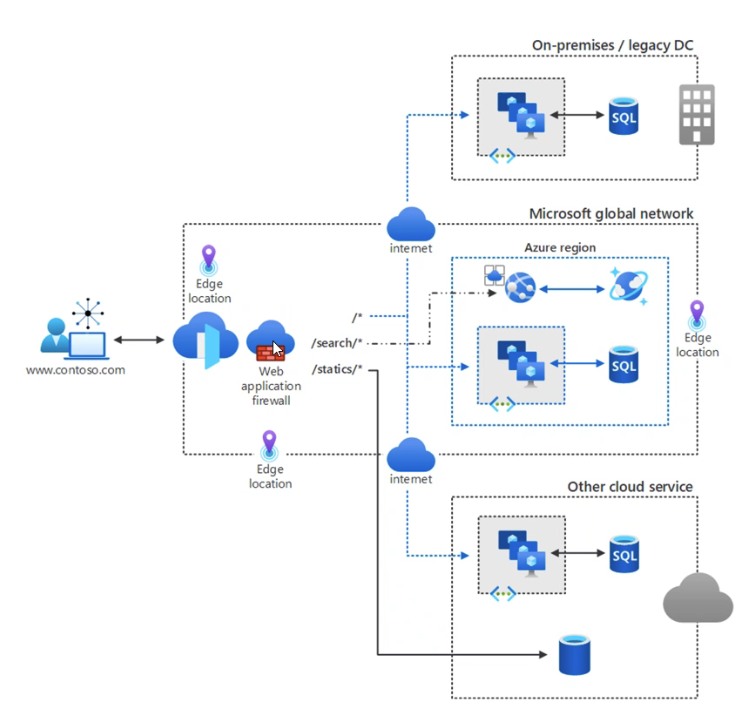 On-premises / legacy DC
SQL
Microsoft global network
internet
Azure region
Edge
location
/*
/search/*
/statics/*
www.contoso.com
Web
application
firewall
SQL
Edge
location
Edge
location
internet
Other cloud service
SQL